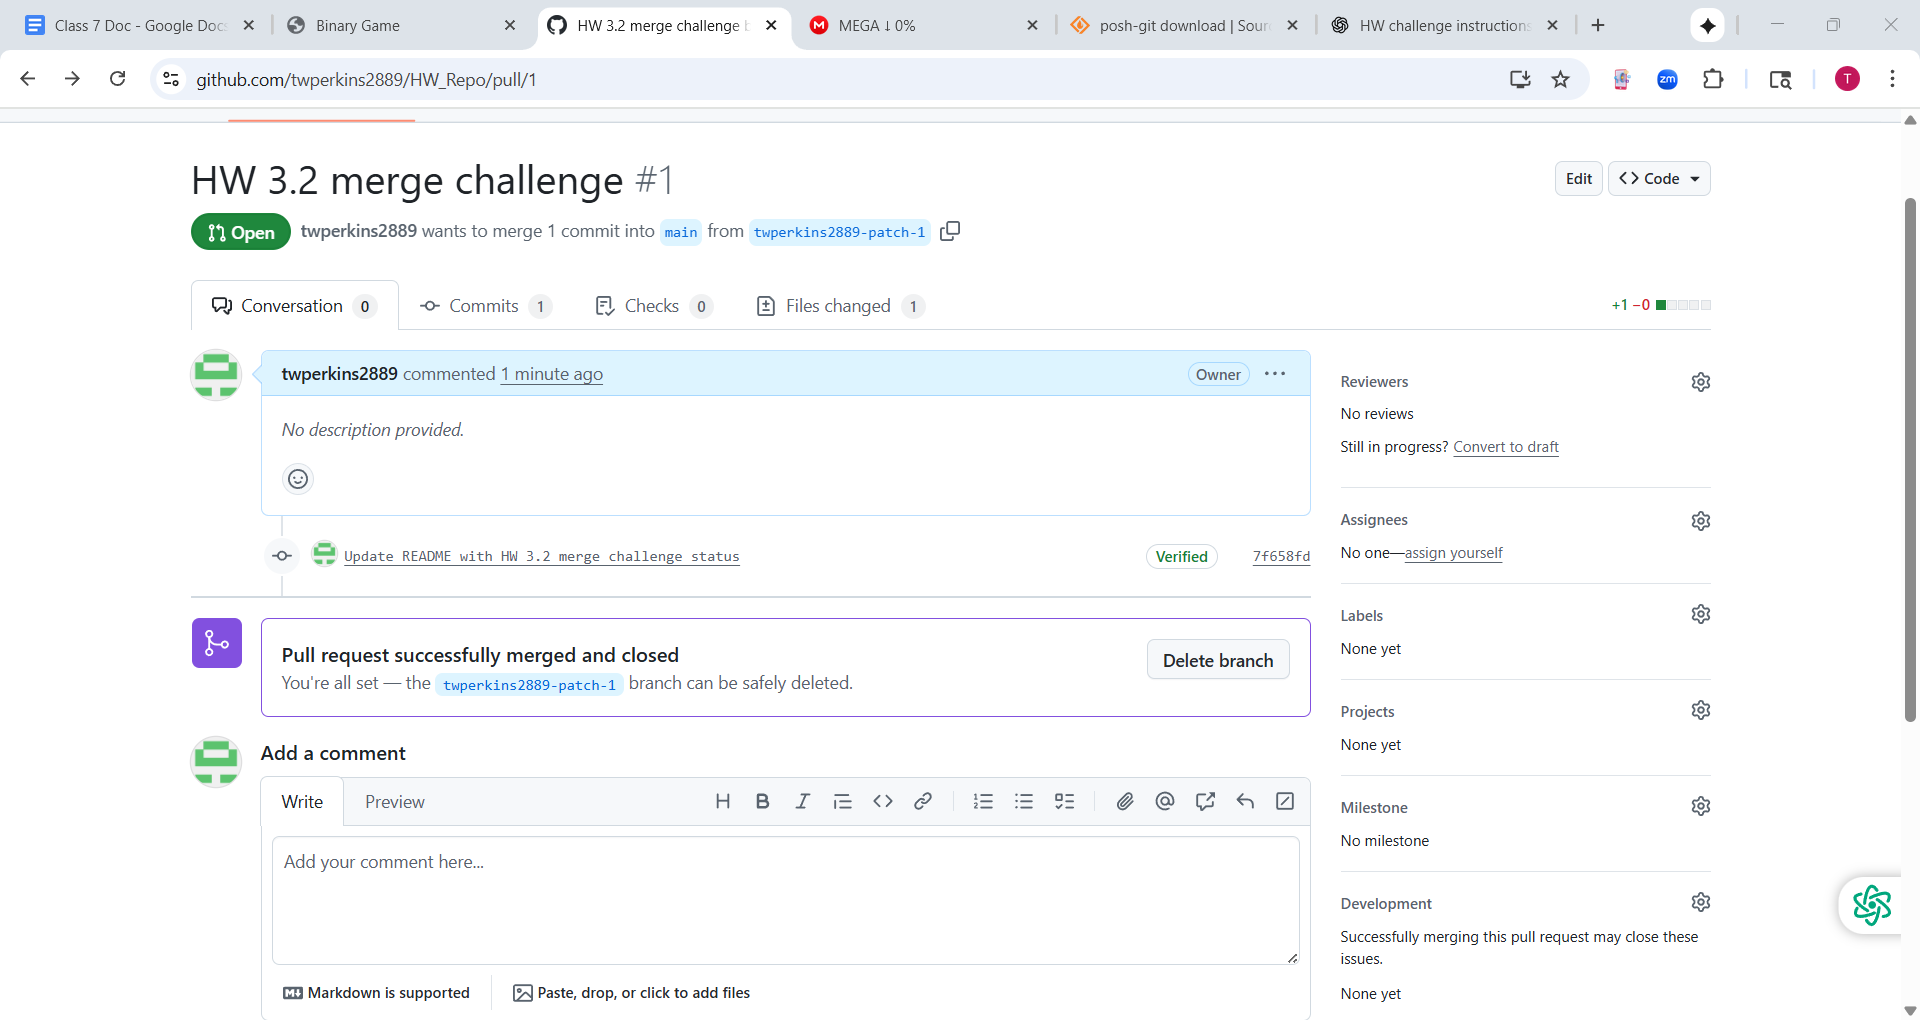 Class 7 Doc - Google Docs
Binary Game
HW 3.2 merge challenge b
MEGA ↓ 0%
posh-git download | Sour
HW challenge instructions
github.com/twperkins2889/HW_Repo/pull/1
zm
T
HW 3.2 merge challenge #1
Edit
Code
Open
twperkins2889 wants to merge 1 commit into main from twperkins2889-patch-1
Conversation 0
Commits 1
Checks 0
Files changed 1
+1 −0
twperkins2889 commented 1 minute ago
Owner
No description provided.
Update README with HW 3.2 merge challenge status
Verified
7f658fd
Pull request successfully merged and closed
You're all set — the twperkins2889-patch-1 branch can be safely deleted.
Delete branch
Add a comment
Write
Preview
Add your comment here...
Markdown is supported
Paste, drop, or click to add files
Reviewers
No reviews
Still in progress? Convert to draft
Assignees
No one—assign yourself
Labels
None yet
Projects
None yet
Milestone
No milestone
Development
Successfully merging this pull request may close these
issues.
None yet